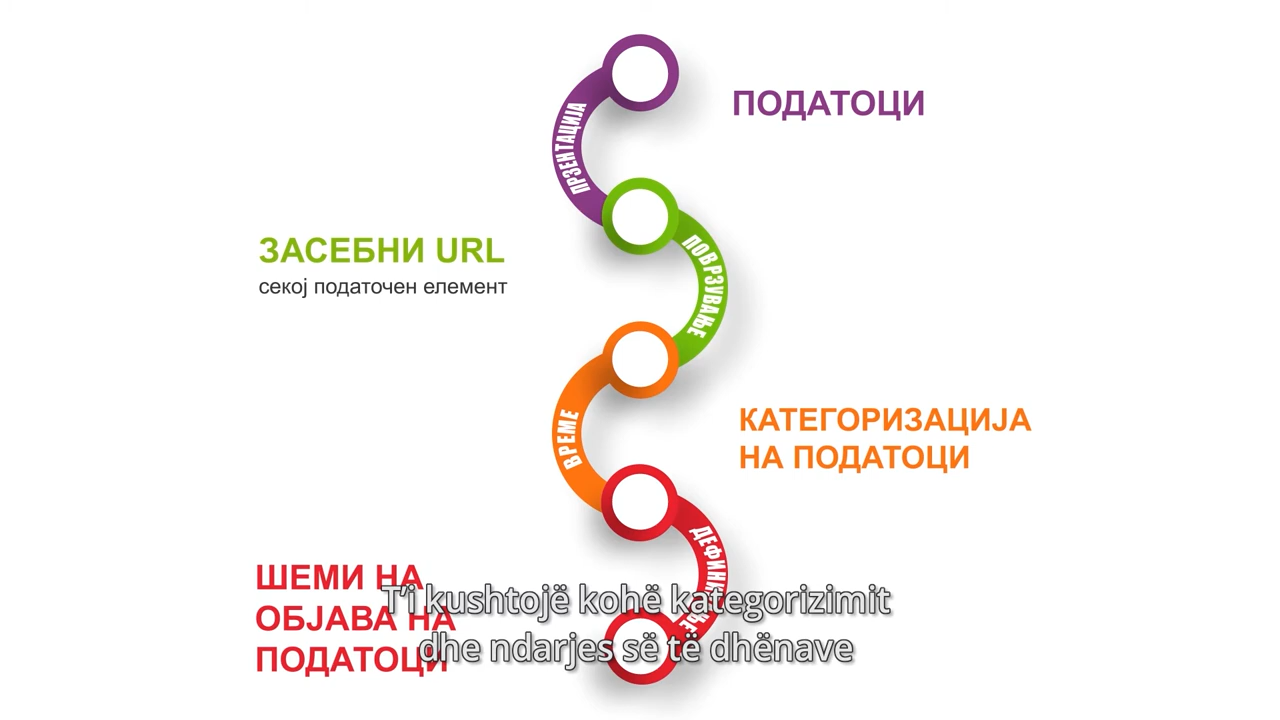 ПОДАТОЦИ
ПРЗЕНТАЦИЈА
ЗАСЕБНИ URL
секој податочен елемент
ПОВРЗУВАЊЕ
КАТЕГОРИЗАЦИЈА
НА ПОДАТОЦИ
ВРЕМЕ
ШЕМИ НА
ОБЈАВА НА
ПОДАТОЦИ
T'i kushtojë kohë kategorizimit
dhe ndarjes së të dhënave